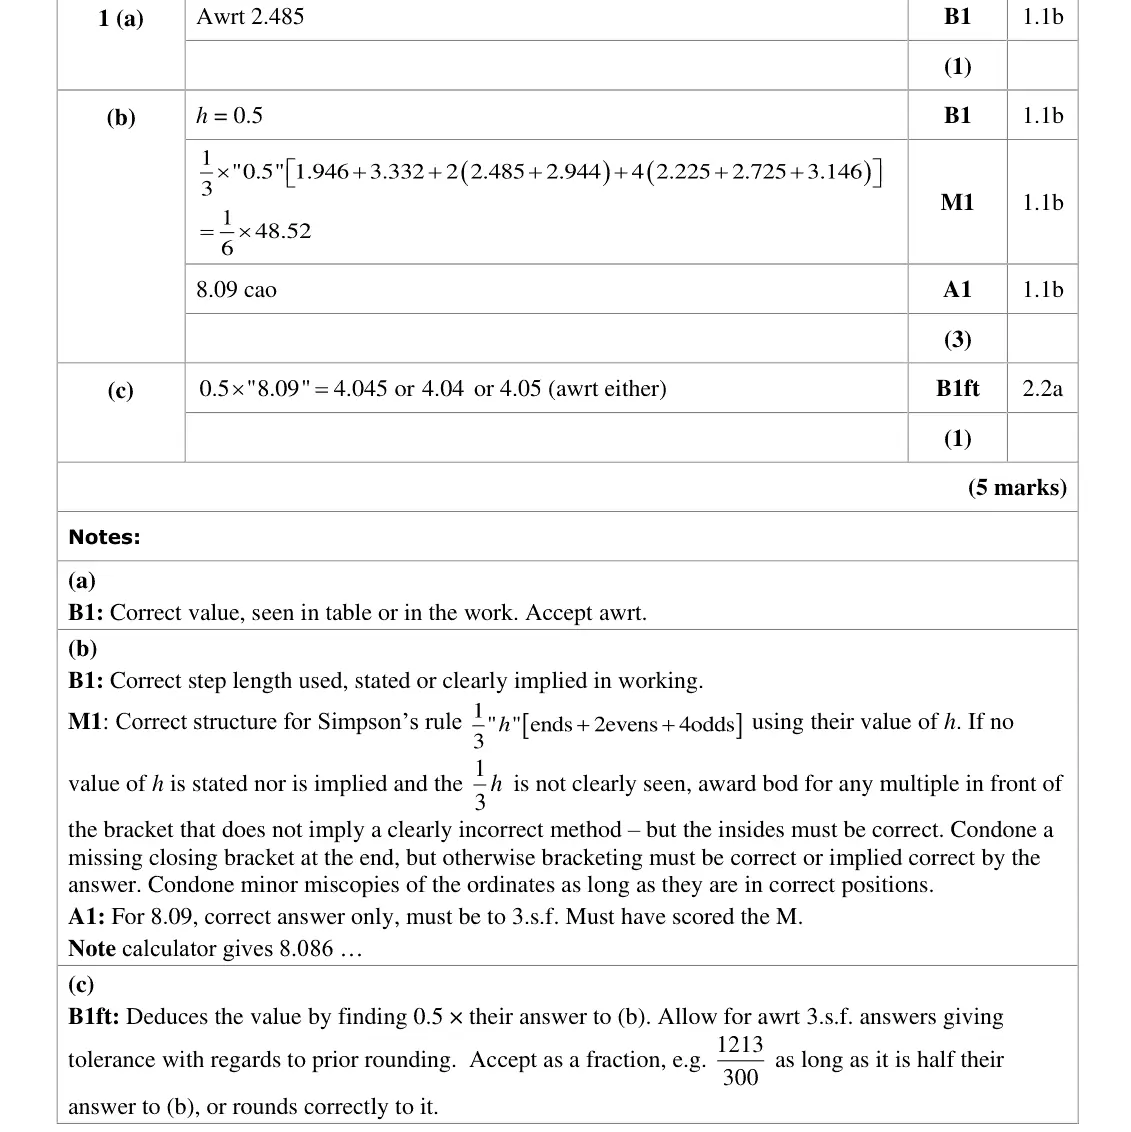 1 (a) Awrt 2.485 B1 1.1b
(1)
(b) h = 0.5 B1 1.1b
1/3 × "0.5" [1.946 + 3.332 + 2(2.485 + 2.944) + 4(2.225 + 2.725 + 3.146)]
= 1/6 × 48.52 M1 1.1b
8.09 cao A1 1.1b
(3)
(c) 0.5 × "8.09" = 4.045 or 4.04 or 4.05 (awrt either) B1ft 2.2a
(1)
(5 marks)
Notes:
(a)
B1: Correct value, seen in table or in the work. Accept awrt.
(b)
B1: Correct step length used, stated or clearly implied in working.
M1: Correct structure for Simpson's rule 1/3 "h" [ends + 2evens + 4odds] using their value of h. If no
value of h is stated nor is implied and the 1/3 h is not clearly seen, award bod for any multiple in front of
the bracket that does not imply a clearly incorrect method – but the insides must be correct. Condone a
missing closing bracket at the end, but otherwise bracketing must be correct or implied correct by the
answer. Condone minor miscopies of the ordinates as long as they are in correct positions.
A1: For 8.09, correct answer only, must be to 3.s.f. Must have scored the M.
Note calculator gives 8.086 …
(c)
B1ft: Deduces the value by finding 0.5 × their answer to (b). Allow for awrt 3.s.f. answers giving
tolerance with regards to prior rounding. Accept as a fraction, e.g. 1213/300 as long as it is half their
answer to (b), or rounds correctly to it.